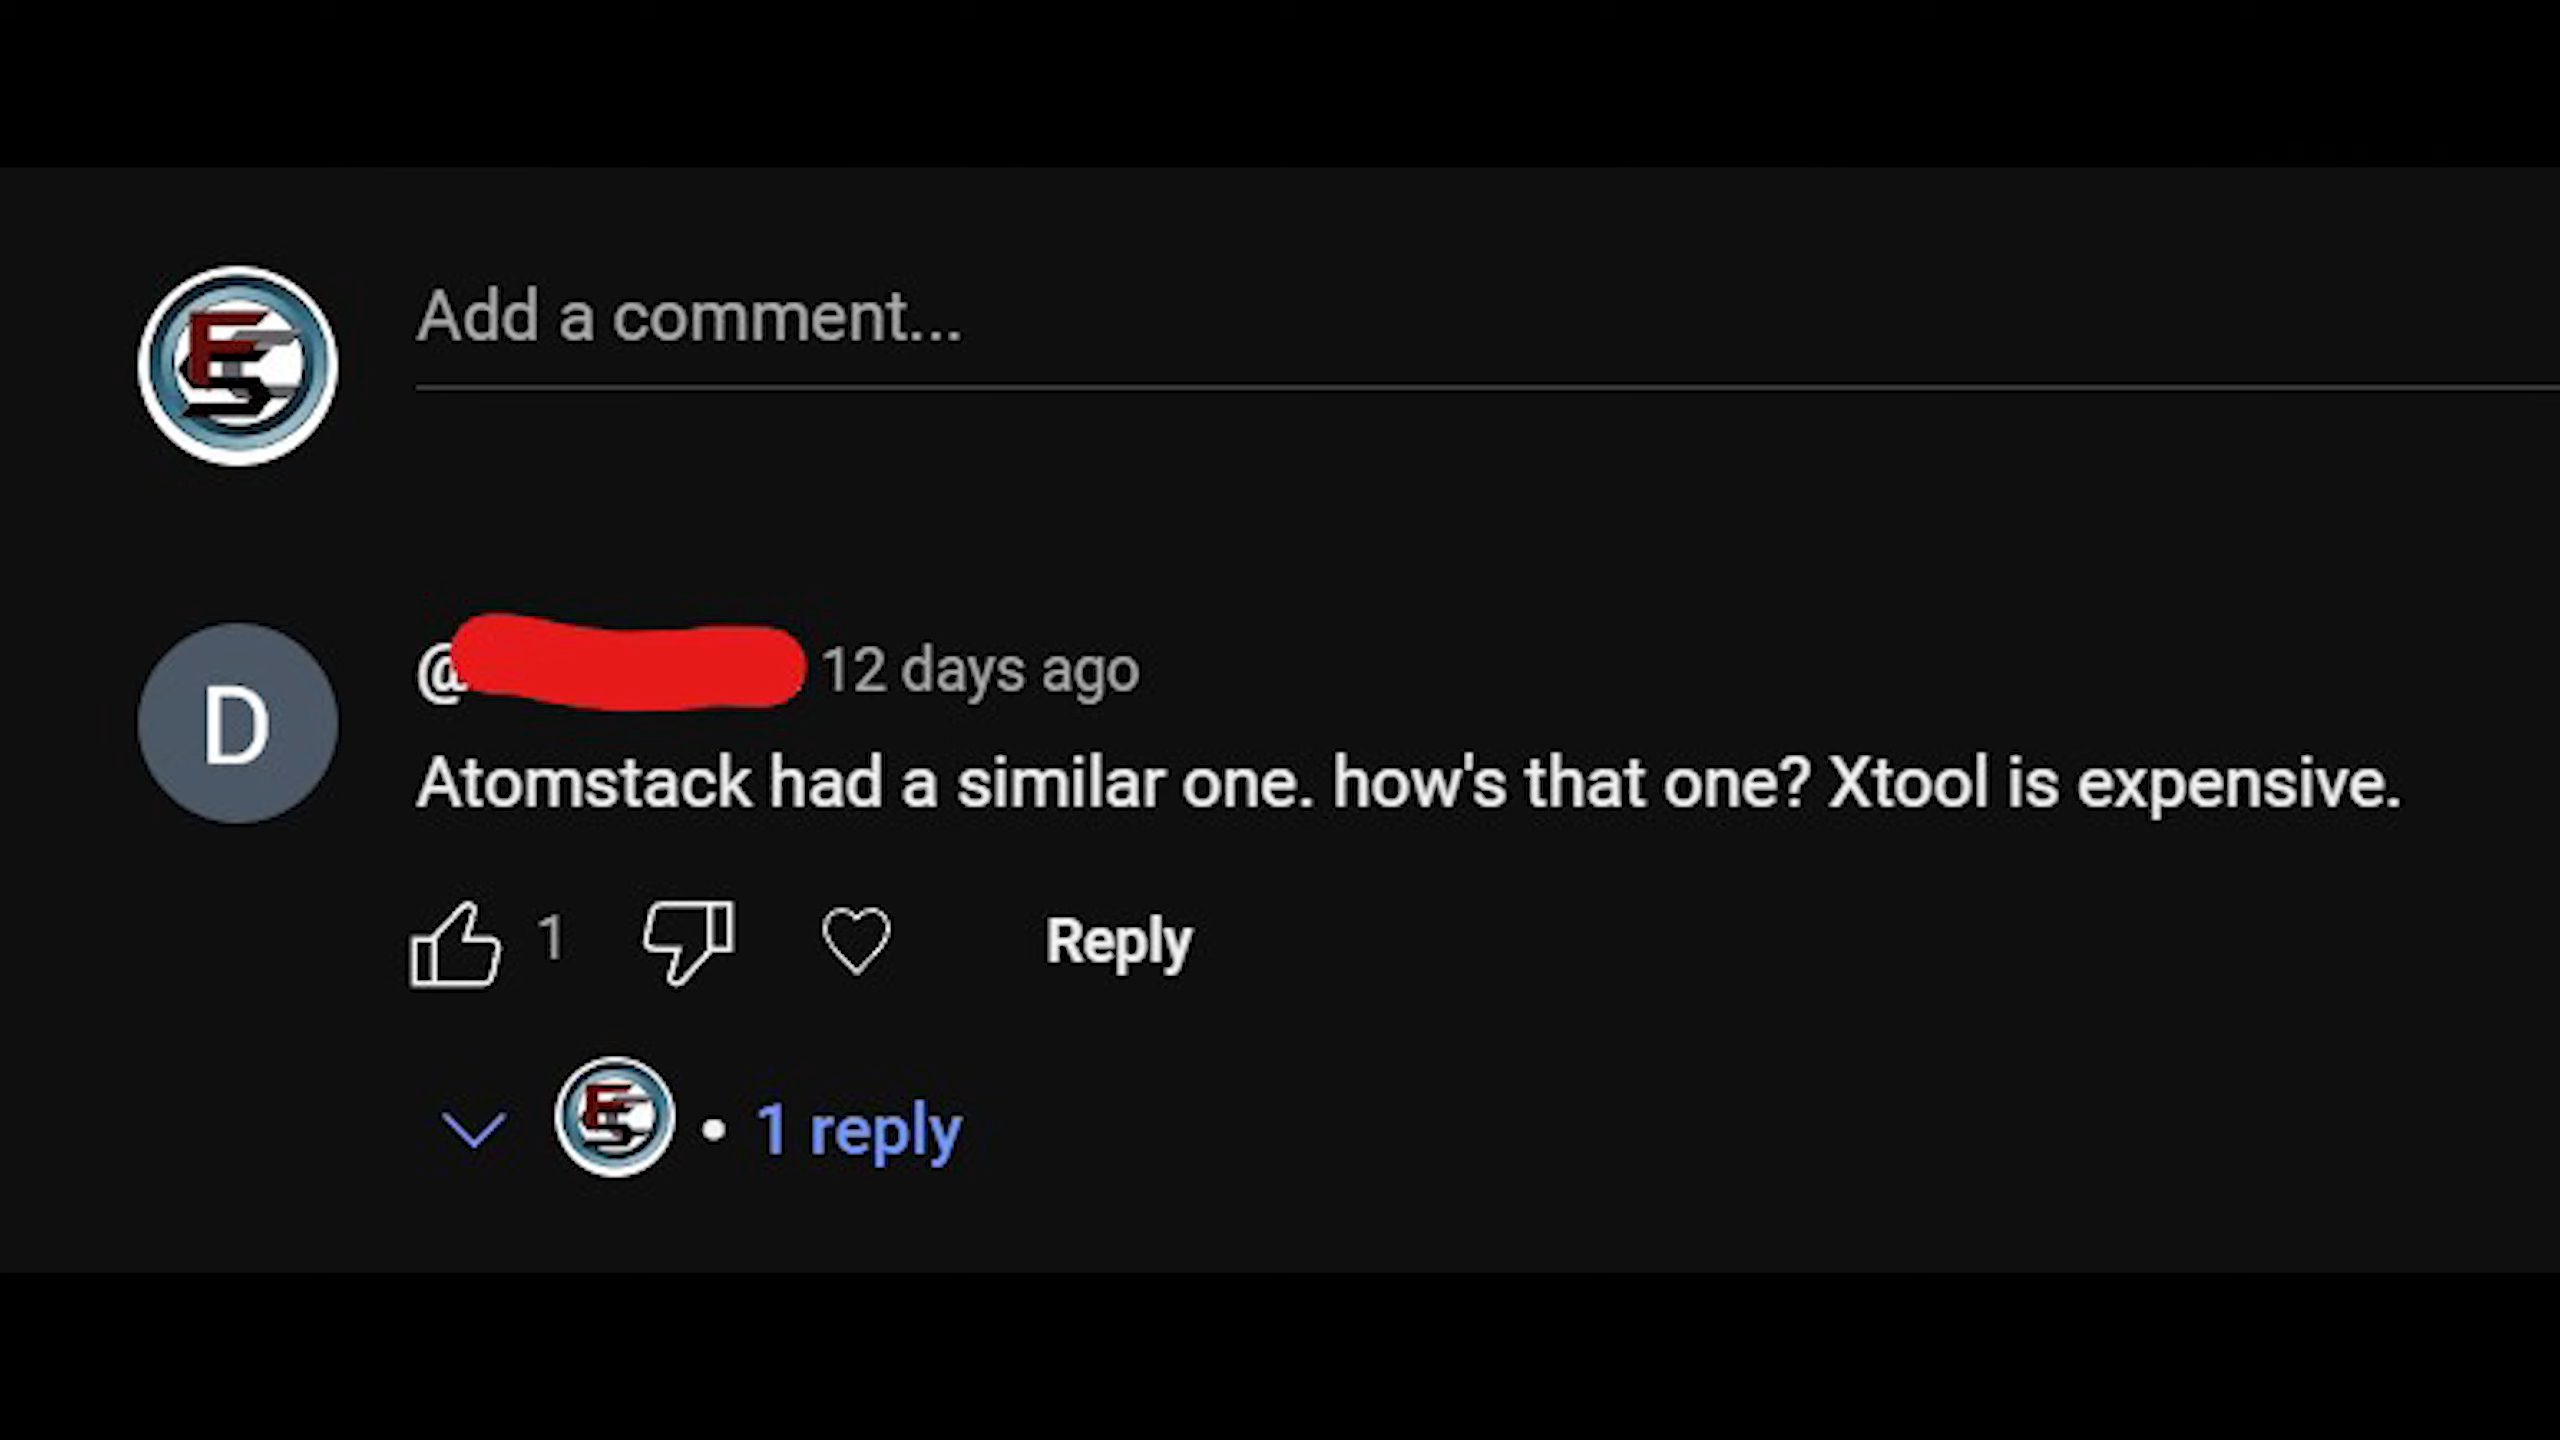 Add a comment...
@ 12 days ago
D
Atomstack had a similar one. how's that one? Xtool is expensive.
1 Reply
FS • 1 reply